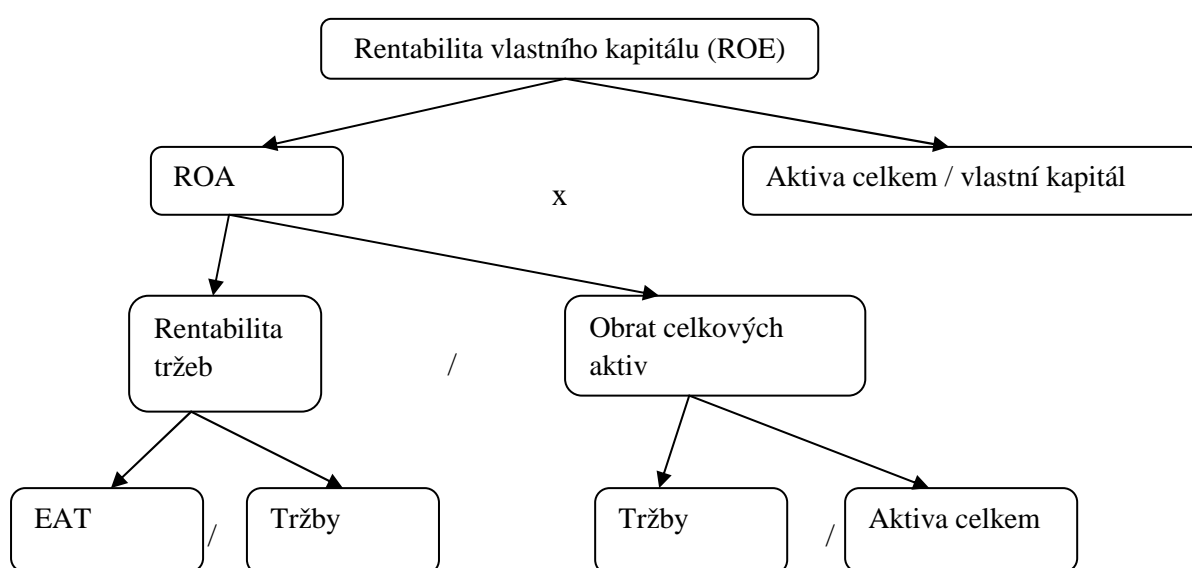 Rentabilita vlastního kapitálu (ROE)
ROA
x
Aktiva celkem / vlastní kapitál
Rentabilita
tržeb
/
Obrat celkových
aktiv
EAT
/
Tržby
Tržby
/
Aktiva celkem